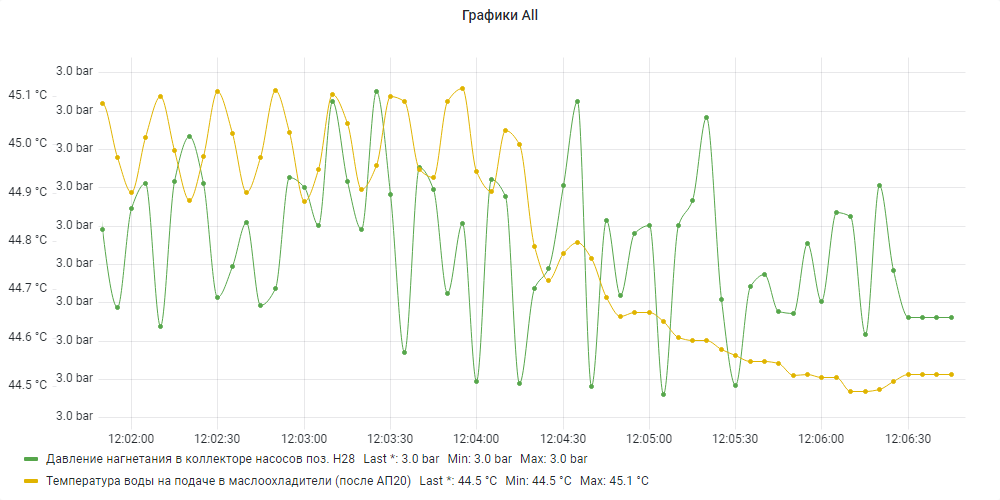 Графики All
3.0 bar
45.1 °C
3.0 bar
45.0 °C
3.0 bar
44.9 °C
3.0 bar
3.0 bar
44.8 °C
3.0 bar
44.7 °C
3.0 bar
44.6 °C
3.0 bar
44.5 °C
3.0 bar
3.0 bar
12:02:00 12:02:30 12:03:00 12:03:30 12:04:00 12:04:30 12:05:00 12:05:30 12:06:00 12:06:30
Давление нагнетания в коллекторе насосов поз. H28 Last *: 3.0 bar Min: 3.0 bar Max: 3.0 bar
Температура воды на подаче в маслоохладители (после АП20) Last *: 44.5 °C Min: 44.5 °C Max: 45.1 °C